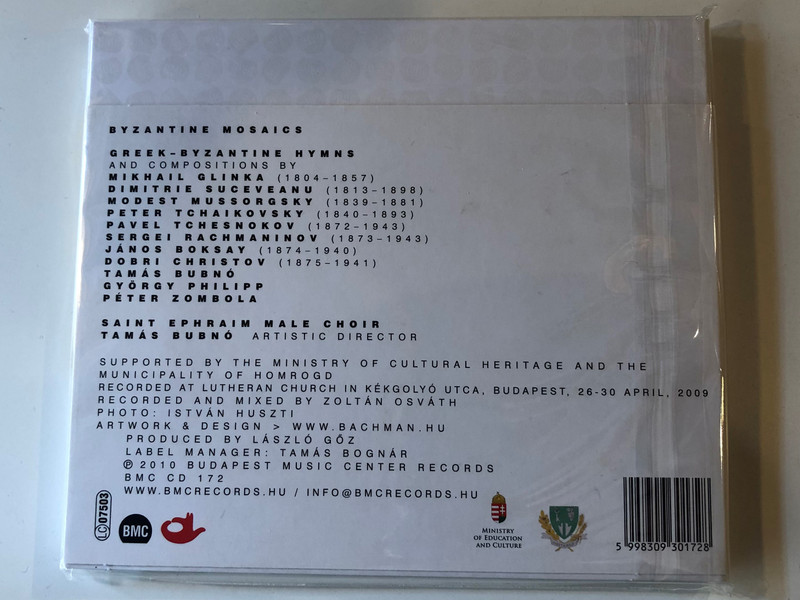 BYZANTINE MOSAICS
GREEK-BYZANTINE HYMNS
AND COMPOSITIONS BY
MIKHAIL GLINKA (1804-1857)
DIMITRIE SUCEVEANU (1813-1898)
MODEST MUSSORGSKY (1839-1881)
PETER TCHAIKOVSKY (1840-1893)
PAVEL TCHESNOKOV (1872-1943)
SERGEI RACHMANINOV (1873-1943)
JÁNOS BOKSAY (1874-1940)
DOBRI CHRISTOV (1875-1941)
TAMÁS BUBNÓ
GYÖRGY PHILIPP
PÉTER ZOMBOLA
SAINT EPHRAIM MALE CHOIR
TAMÁS BUBNÓ ARTISTIC DIRECTOR
SUPPORTED BY THE MINISTRY OF CULTURAL HERITAGE AND THE
MUNICIPALITY OF HOMROGD
RECORDED AT LUTHERAN CHURCH IN KÉKGOLYÓ UTCA, BUDAPEST, 26-30 APRIL, 2009
RECORDED AND MIXED BY ZOLTÁN OSVÁTH
PHOTO: ISTVÁN HUSZTI
ARTWORK & DESIGN > WWW.BACHMAN.HU
PRODUCED BY LÁSZLÓ GŐZ
LABEL MANAGER: TAMÁS BOGNÁR
℗ 2010 BUDAPEST MUSIC CENTER RECORDS
BMC CD 172
WWW.BMCRECORDS.HU / INFO@BMCRECORDS.HU
LC 07503
BMC
MINISTRY
OF EDUCATION
AND CULTURE
5 998309 301728